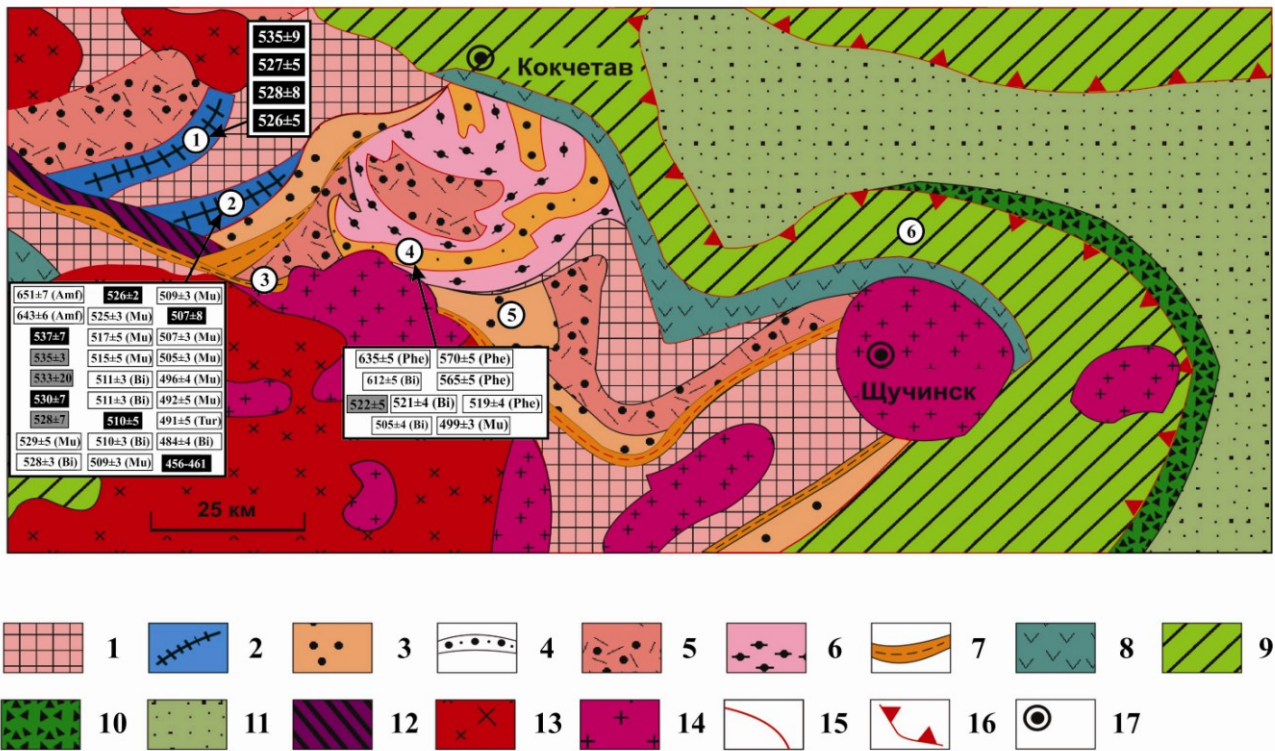 535±9
527±5
528±8
526±5
Кокчетав
1
2
3
4
5
6
651±7 (Amf) 526±2 509±3 (Mu)
643±6 (Amf) 525±3 (Mu) 507±8
537±7 517±5 (Mu) 507±3 (Mu)
535±3 515±5 (Mu) 505±3 (Mu)
533±20 511±3 (Bi) 496±4 (Mu)
530±7 511±3 (Bi) 492±5 (Mu)
528±7 510±5 491±5 (Tur)
529±5 (Mu) 510±3 (Bi) 484±4 (Bi)
528±3 (Bi) 509±3 (Mu) 456-461
635±5 (Phe) 570±5 (Phe)
612±5 (Bi) 565±5 (Phe)
522±5 521±4 (Bi) 519±4 (Phe)
505±4 (Bi) 499±3 (Mu)
Щучинск
25 км
1 2 3 4 5 6 7 8 9
10 11 12 13 14 15 16 17